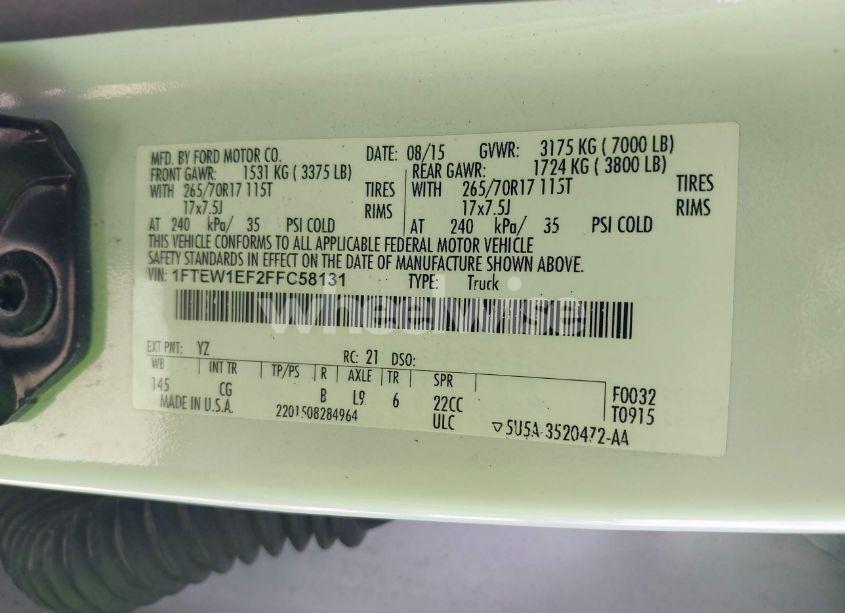 MFD. BY FORD MOTOR CO. DATE: 08/15 GVWR: 3175 KG ( 7000 LB)
FRONT GAWR: 1531 KG ( 3375 LB) REAR GAWR: 1724 KG ( 3800 LB)
WITH 265/70R17 115T TIRES WITH 265/70R17 115T TIRES
17x7.5J RIMS 17x7.5J RIMS
AT 240 kPa/ 35 PSI COLD AT 240 kPa/ 35 PSI COLD
THIS VEHICLE CONFORMS TO ALL APPLICABLE FEDERAL MOTOR VEHICLE
SAFETY STANDARDS IN EFFECT ON THE DATE OF MANUFACTURE SHOWN ABOVE.
VIN: 1FTEW1EF2FFC58131 TYPE: Truck
wheelwise
EXT PNT: YZ RC: 21 DSO:
WB INT TR TP/PS R AXLE TR SPR
145 CG B L9 6 22CC F0032
MADE IN U.S.A. 2201508284964 ULC ▽5U5A-3520472-AA T0915